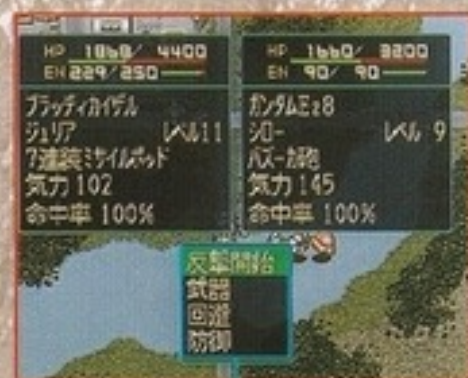 HP 1868/ 4400
EN 229/250
ブラッディカイザル
ジュリア レベル11
7連装ミサイルポッド
気力 102
命中率 100%
HP 1660/ 3200
EN 90/ 90
ガンダムEz8
シロー レベル 9
バズーカ砲
気力 145
命中率 100%
反撃開始
武器
回避
防御